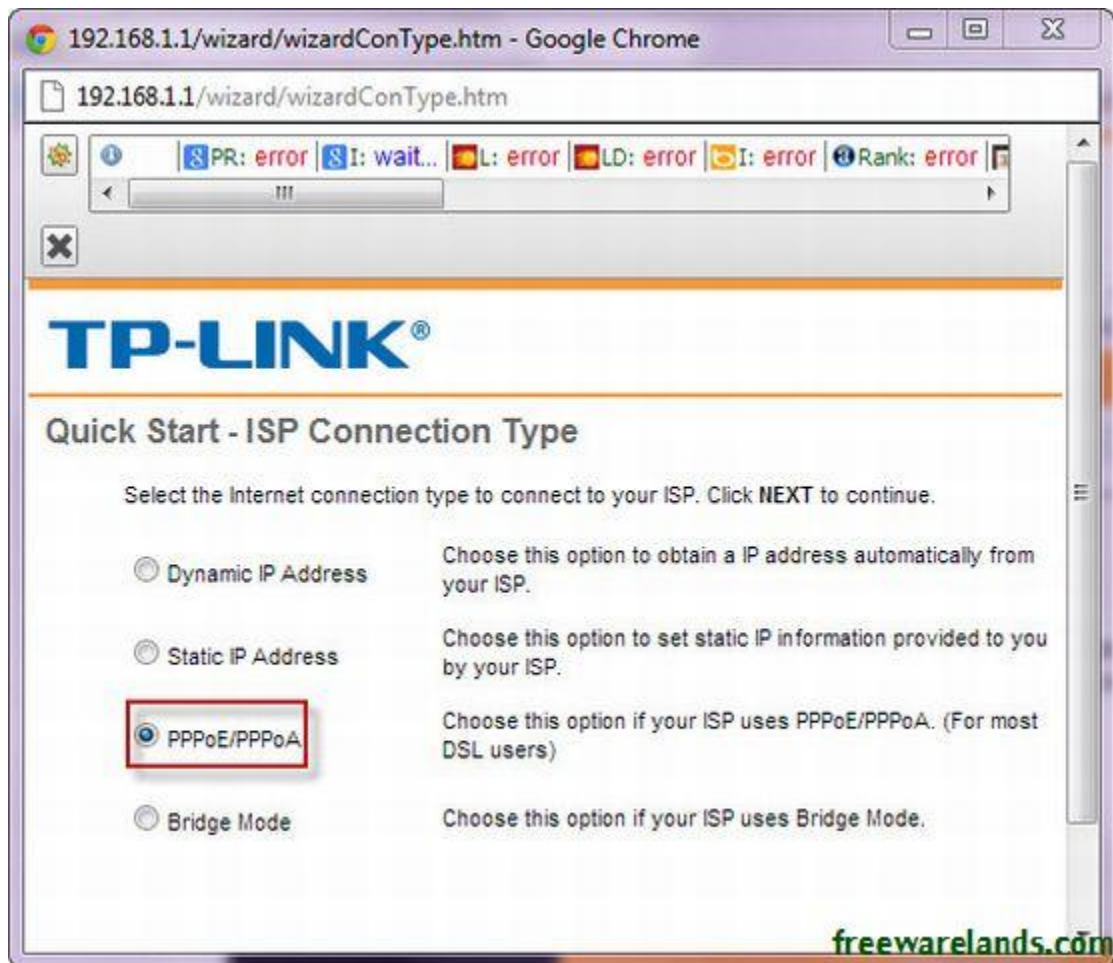 192.168.1.1/wizard/wizardConType.htm - Google Chrome
192.168.1.1/wizard/wizardConType.htm
PR: error I: wait... L: error LD: error I: error Rank: error
TP-LINK®
Quick Start - ISP Connection Type
Select the Internet connection type to connect to your ISP. Click NEXT to continue.
Dynamic IP Address
Choose this option to obtain a IP address automatically from
your ISP.
Static IP Address
Choose this option to set static IP information provided to you
by your ISP.
PPPoE/PPPoA
Choose this option if your ISP uses PPPoE/PPPoA. (For most
DSL users)
Bridge Mode
Choose this option if your ISP uses Bridge Mode.
freewarelands.com